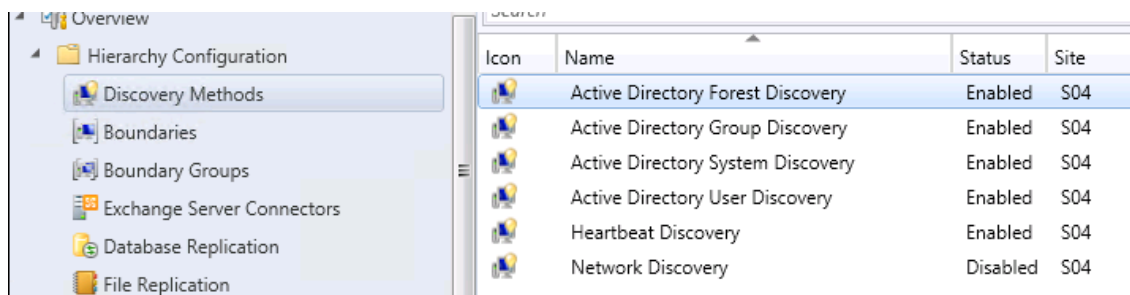 Overview
Hierarchy Configuration
Discovery Methods
Boundaries
Boundary Groups
Exchange Server Connectors
Database Replication
File Replication
Search
Icon Name Status Site
Active Directory Forest Discovery Enabled S04
Active Directory Group Discovery Enabled S04
Active Directory System Discovery Enabled S04
Active Directory User Discovery Enabled S04
Heartbeat Discovery Enabled S04
Network Discovery Disabled S04